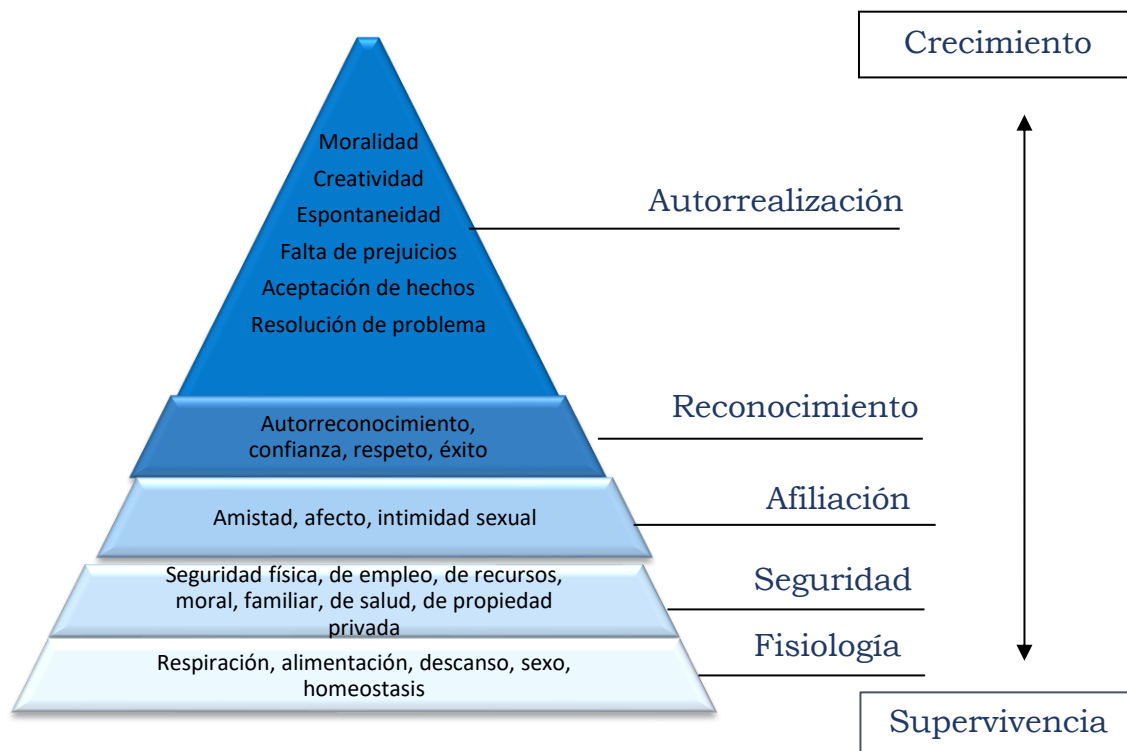 Crecimiento
Moralidad
Creatividad
Espontaneidad
Falta de prejuicios
Aceptación de hechos
Resolución de problema
Autorrealización
Autorreconocimiento,
confianza, respeto, éxito
Reconocimiento
Amistad, afecto, intimidad sexual
Afiliación
Seguridad física, de empleo, de recursos,
moral, familiar, de salud, de propiedad
privada
Seguridad
Respiración, alimentación, descanso, sexo,
homeostasis
Fisiología
Supervivencia